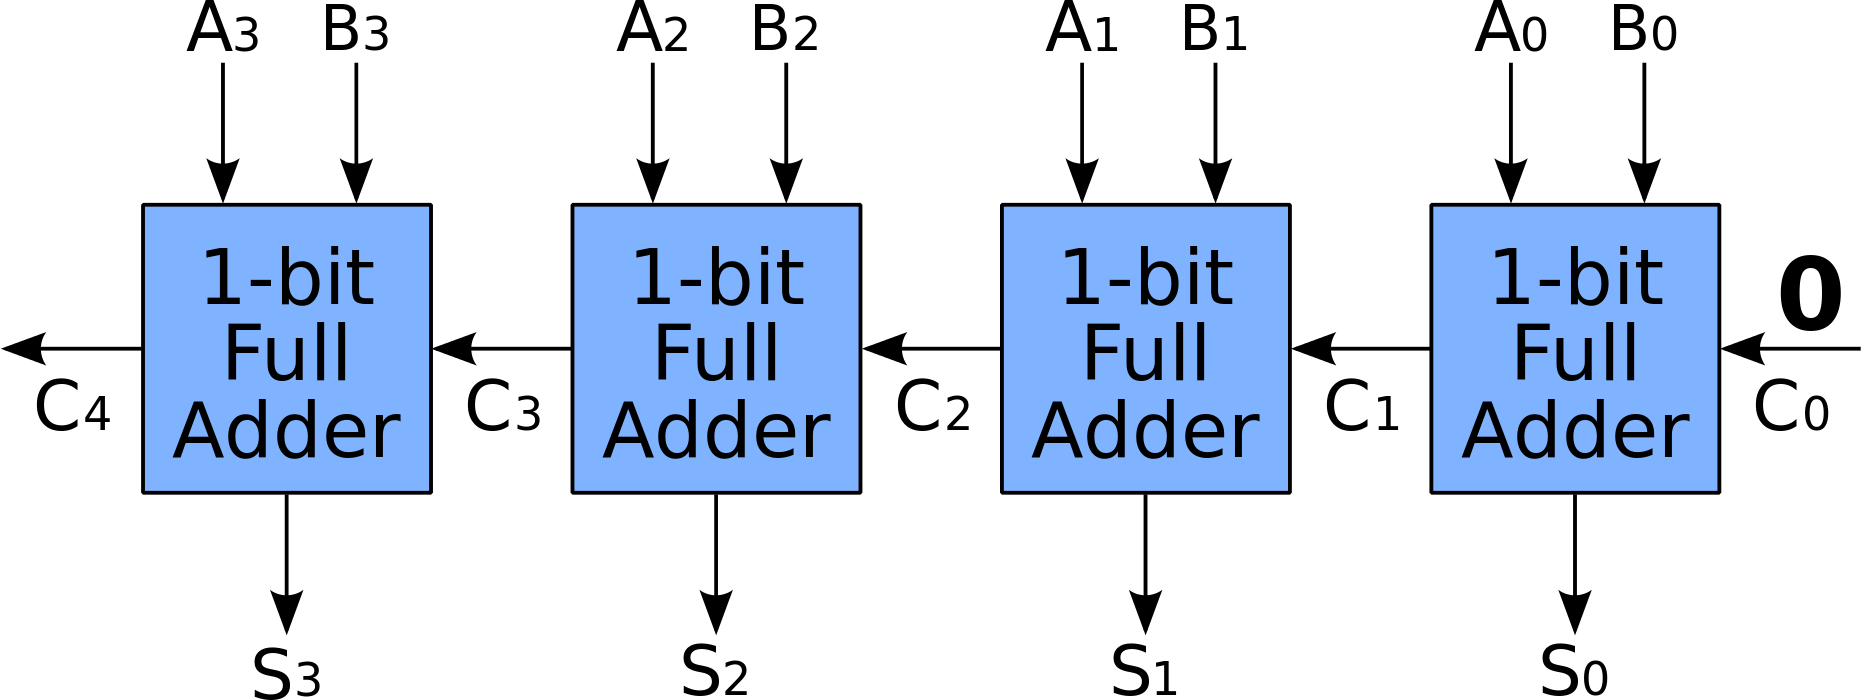 A3 B3 A2 B2 A1 B1 A0 B0
1-bit Full Adder
1-bit Full Adder
1-bit Full Adder
1-bit Full Adder
0
C4 C3 C2 C1 C0
S3 S2 S1 S0